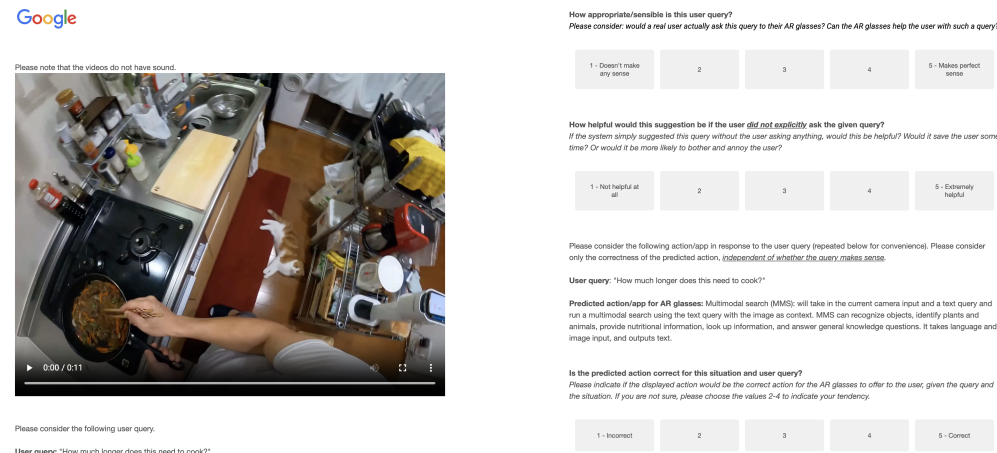 Google
Please note that the videos do not have sound.
0:00 / 0:11
Please consider the following user query.
User query: "How much longer does this need to cook?"
How appropriate/sensible is this user query?
Please consider: would a real user actually ask this query to their AR glasses? Can the AR glasses help the user with such a query?
1 - Doesn't make
any sense
2
3
4
5 - Makes perfect
sense
How helpful would this suggestion be if the user did not explicitly ask the given query?
If the system simply suggested this query without the user asking anything, would this be helpful? Would it save the user some
time? Or would it be more likely to bother and annoy the user?
1 - Not helpful at
all
2
3
4
5 - Extremely
helpful
Please consider the following action/app in response to the user query (repeated below for convenience). Please consider
only the correctness of the predicted action, independent of whether the query makes sense.
User query: "How much longer does this need to cook?"
Predicted action/app for AR glasses: Multimodal search (MMS): will take in the current camera input and a text query and
run a multimodal search using the text query with the image as context. MMS can recognize objects, identify plants and
animals, provide nutritional information, look up information, and answer general knowledge questions. It takes language and
image input, and outputs text.
Is the predicted action correct for this situation and user query?
Please indicate if the displayed action would be the correct action for the AR glasses to offer to the user, given the query and
the situation. If you are not sure, please choose the values 2-4 to indicate your tendency.
1 - Incorrect
2
3
4
5 - Correct